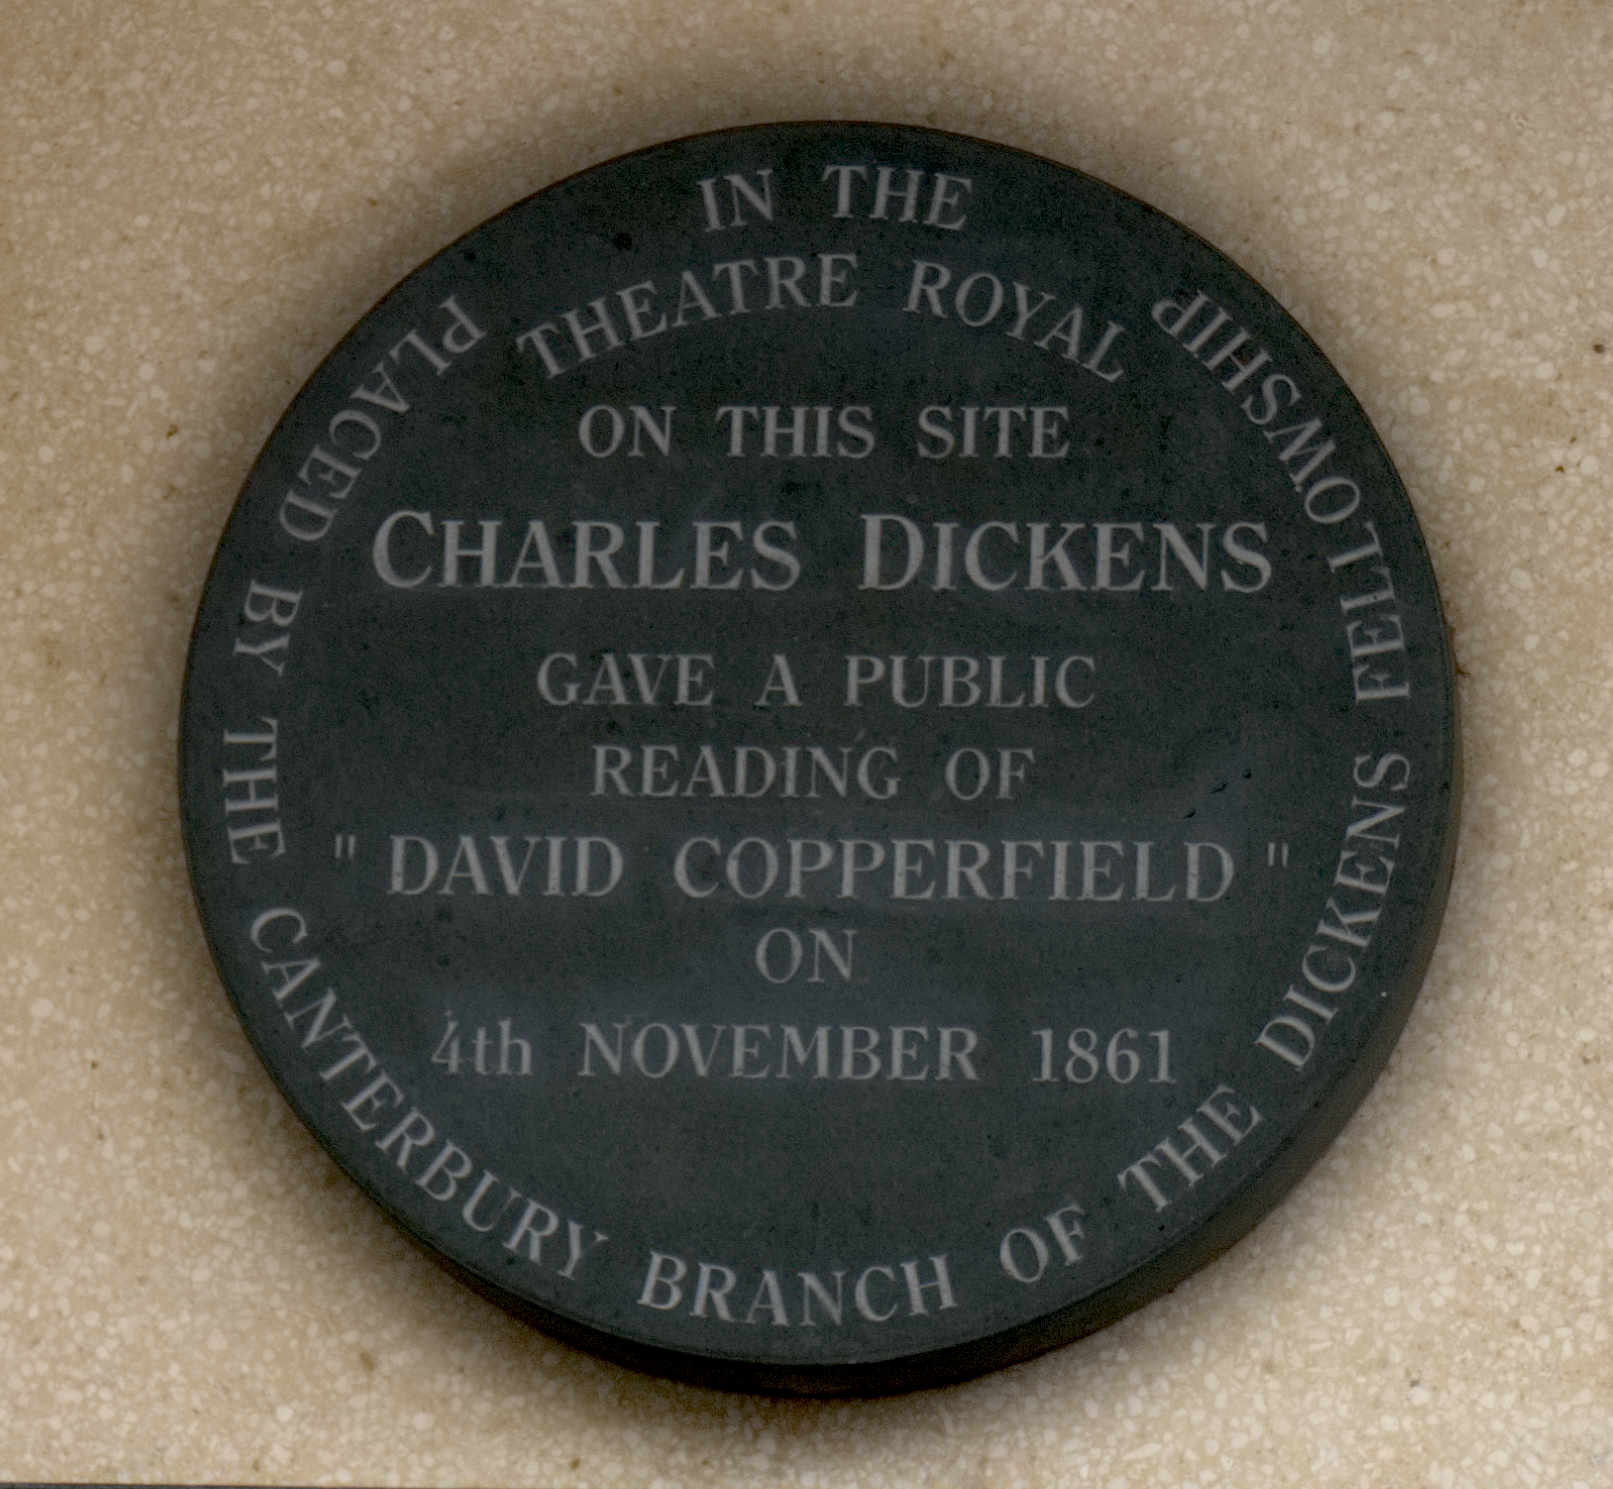 IN THE
THEATRE ROYAL
ON THIS SITE
CHARLES DICKENS
GAVE A PUBLIC
READING OF
"DAVID COPPERFIELD"
ON
4th NOVEMBER 1861
PLACED BY THE CANTERBURY BRANCH OF THE DICKENS FELLOWSHIP